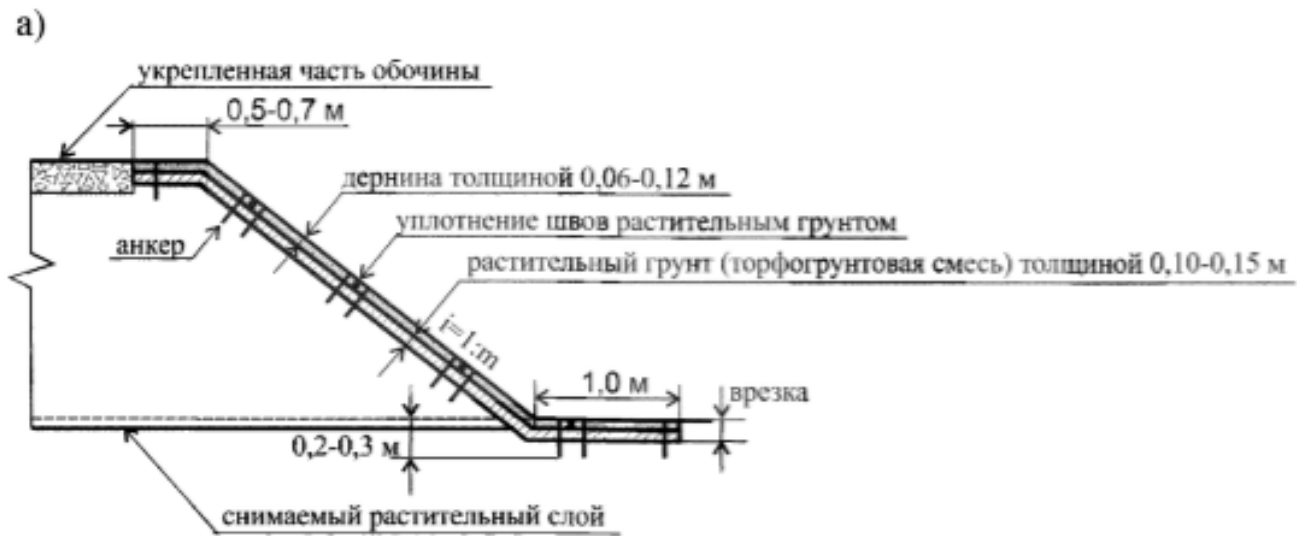 а)
укрепленная часть обочины
0,5-0,7 м
дернина толщиной 0,06-0,12 м
уплотнение швов растительным грунтом
анкер
растительный грунт (торфогрунтовая смесь) толщиной 0,10-0,15 м
i=1:m
1,0 м
врезка
0,2-0,3 м
снимаемый растительный слой